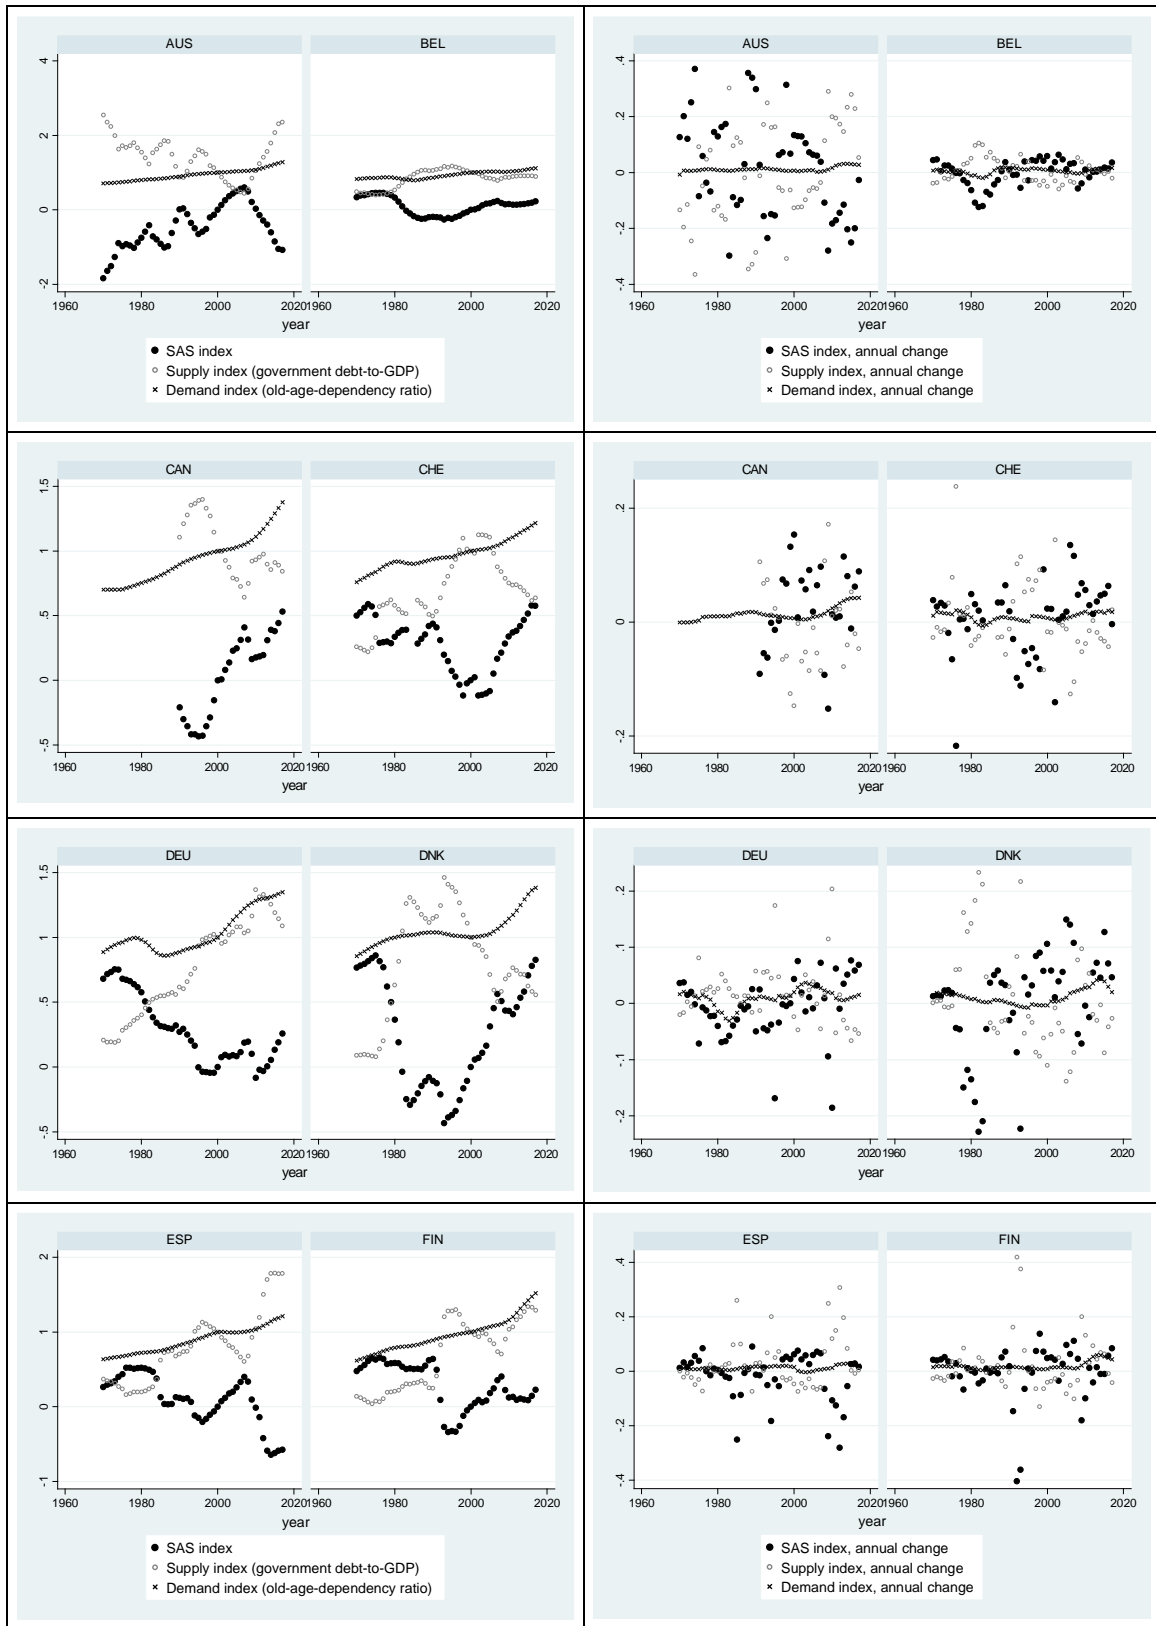 AUS BEL
4
2
0
-2
1960 1980 2000 2020 1960 1980 2000 2020
year
SAS index
Supply index (government debt-to-GDP)
Demand index (old-age-dependency ratio)
AUS BEL
.4
.2
0
-.2
-.4
1960 1980 2000 2020 1960 1980 2000 2020
year
SAS index, annual change
Supply index, annual change
Demand index, annual change
CAN CHE
1.5
1
.5
0
-.5
1960 1980 2000 2020 1960 1980 2000 2020
year
CAN CHE
.2
0
-.2
1960 1980 2000 2020 1960 1980 2000 2020
year
DEU DNK
1.5
1
.5
0
-.5
1960 1980 2000 2020 1960 1980 2000 2020
year
DEU DNK
.2
.1
0
-.1
-.2
1960 1980 2000 2020 1960 1980 2000 2020
year
ESP FIN
2
1
0
-1
1960 1980 2000 2020 1960 1980 2000 2020
year
SAS index
Supply index (government debt-to-GDP)
Demand index (old-age-dependency ratio)
ESP FIN
.4
.2
0
-.2
-.4
1960 1980 2000 2020 1960 1980 2000 2020
year
SAS index, annual change
Supply index, annual change
Demand index, annual change